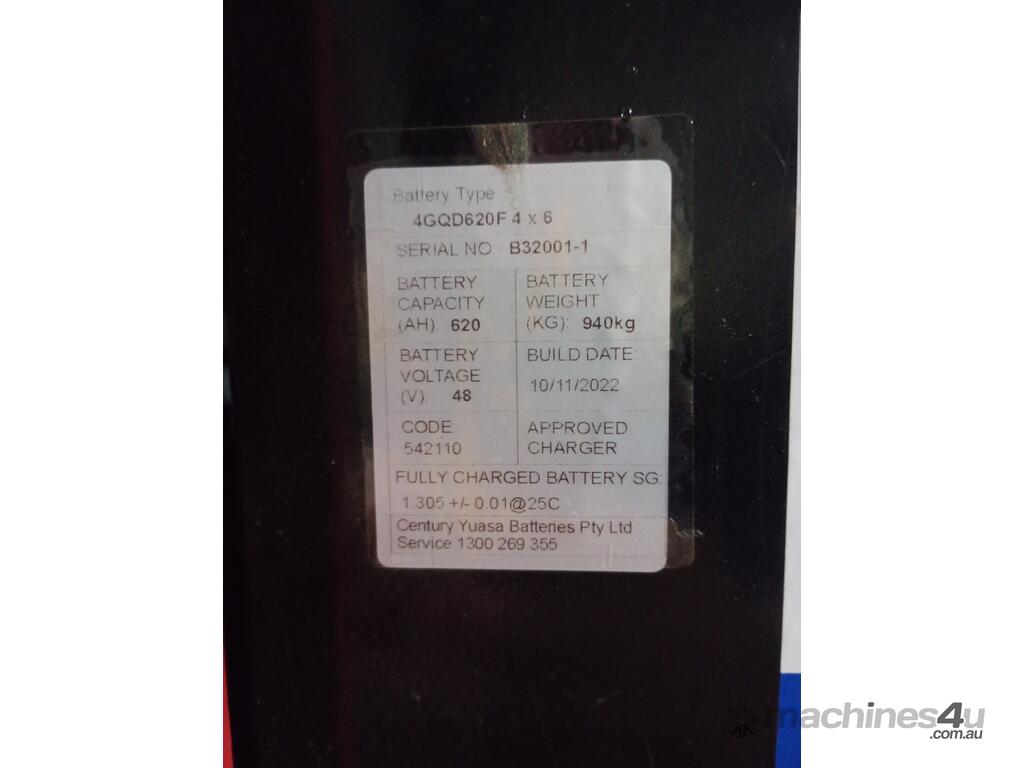 Battery Type
4GQD620F 4 x 6
SERIAL NO B32001-1
BATTERY
CAPACITY
(AH): 620
BATTERY
WEIGHT
(KG): 940kg
BATTERY
VOLTAGE
(V): 48
BUILD DATE:
10/11/2022
CODE:
542110
APPROVED
CHARGER
FULLY CHARGED BATTERY SG:
1.305 +/- 0.01@25C
Century Yuasa Batteries Pty Ltd
Service 1300 269 355
machines4u
.com.au